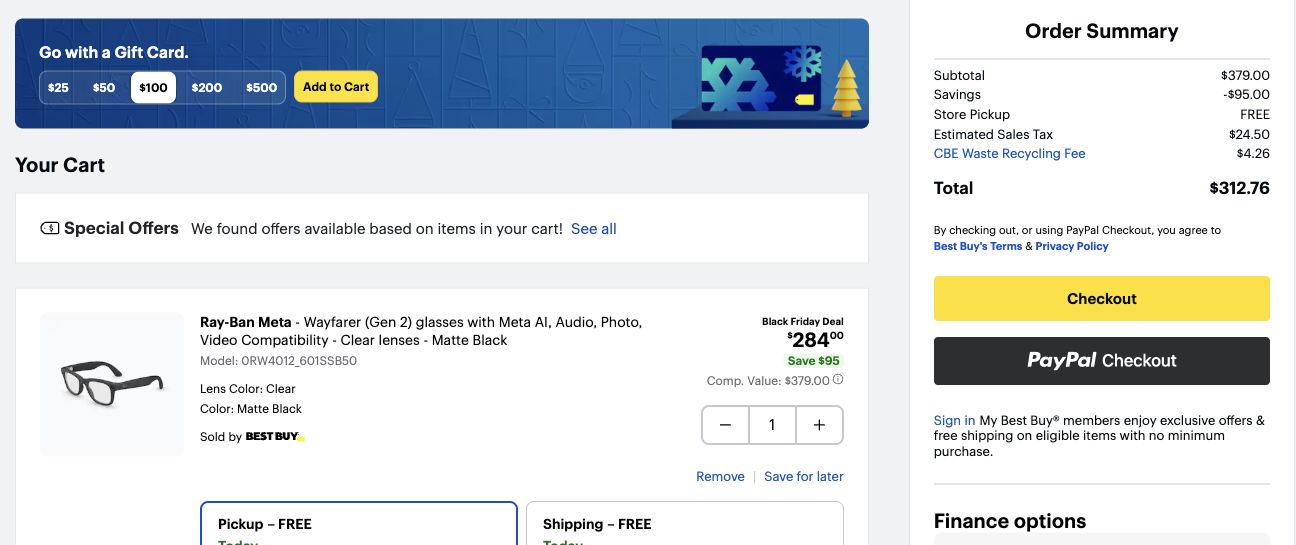 Go with a Gift Card.
$25 $50 $100 $200 $500 Add to Cart
Your Cart
Special Offers We found offers available based on items in your cart! See all
Ray-Ban Meta - Wayfarer (Gen 2) glasses with Meta AI, Audio, Photo,
Video Compatibility - Clear lenses - Matte Black
Model: 0RW4012_601SSB50
Lens Color: Clear
Color: Matte Black
Sold by BEST BUY
Black Friday Deal
$284.00
Save $95
Comp. Value: $379.00
− 1 +
Remove | Save for later
Pickup – FREE
Today
Shipping – FREE
Today
Order Summary
Subtotal $379.00
Savings -$95.00
Store Pickup FREE
Estimated Sales Tax $24.50
CBE Waste Recycling Fee $4.26
Total $312.76
By checking out, or using PayPal Checkout, you agree to
Best Buy's Terms & Privacy Policy
Checkout
PayPal Checkout
Sign in My Best Buy® members enjoy exclusive offers &
free shipping on eligible items with no minimum
purchase.
Finance options